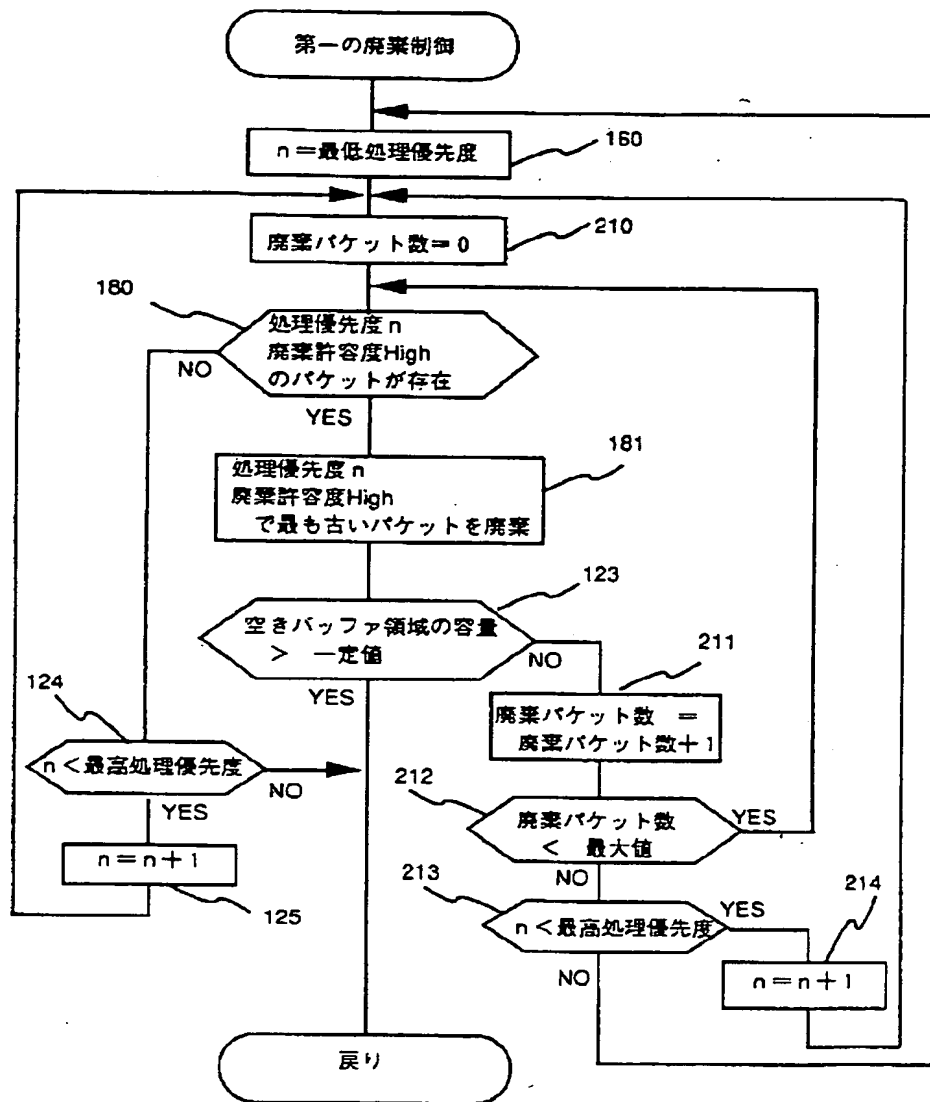 第一の廃棄制御
n＝最低処理優先度
160
廃棄パケット数＝0
210
180
処理優先度n
廃棄許容度High
のパケットが存在
NO
YES
処理優先度n
廃棄許容度High
で最も古いパケットを廃棄
181
123
空きバッファ領域の容量
＞ 一定値
NO
YES
211
廃棄パケット数 ＝
廃棄パケット数＋1
124
n＜最高処理優先度
NO
YES
212
廃棄パケット数
＜ 最大値
YES
NO
n＝n＋1
125
213
n＜最高処理優先度
YES
NO
214
n＝n＋1
戻り